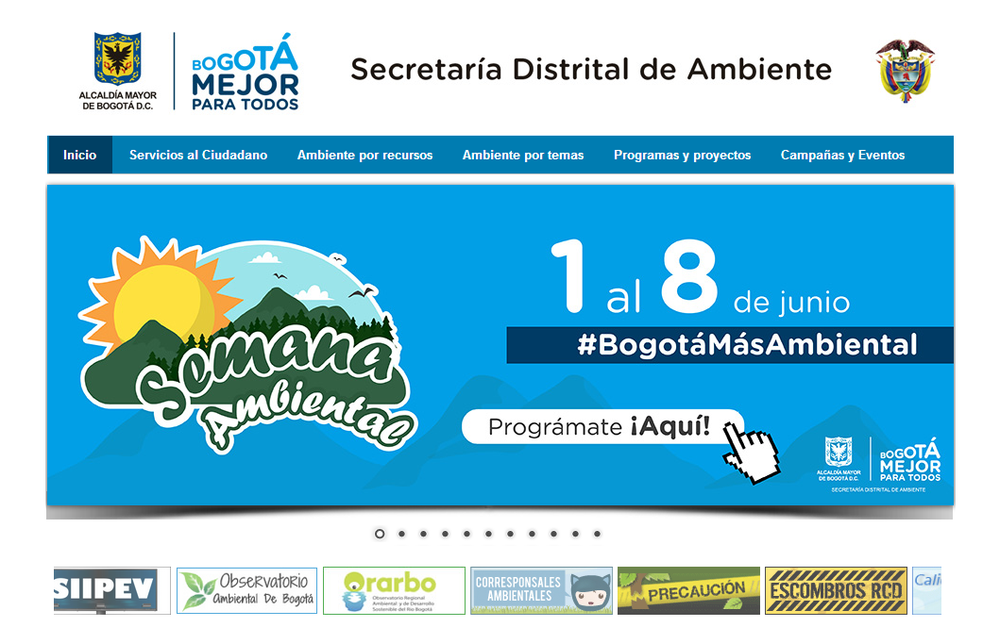 ALCALDÍA MAYOR
DE BOGOTÁ D.C.
BOGOTÁ
MEJOR
PARA TODOS
Secretaría Distrital de Ambiente
Inicio Servicios al Ciudadano Ambiente por recursos Ambiente por temas Programas y proyectos Campañas y Eventos
Semana
Ambiental
1 al 8 de junio
#BogotáMásAmbiental
Prográmate ¡Aquí!
ALCALDÍA MAYOR
DE BOGOTÁ D.C.
BOGOTÁ
MEJOR
PARA TODOS
SECRETARÍA DISTRITAL DE AMBIENTE
SIIPEV
Observatorio
Ambiental De Bogotá
Orarbo
Observatorio Regional
Ambiental y de Desarrollo
Sostenible del Río Bogotá
CORRESPONSALES
AMBIENTALES
PRECAUCIÓN
ESCOMBROS RCD
Cali